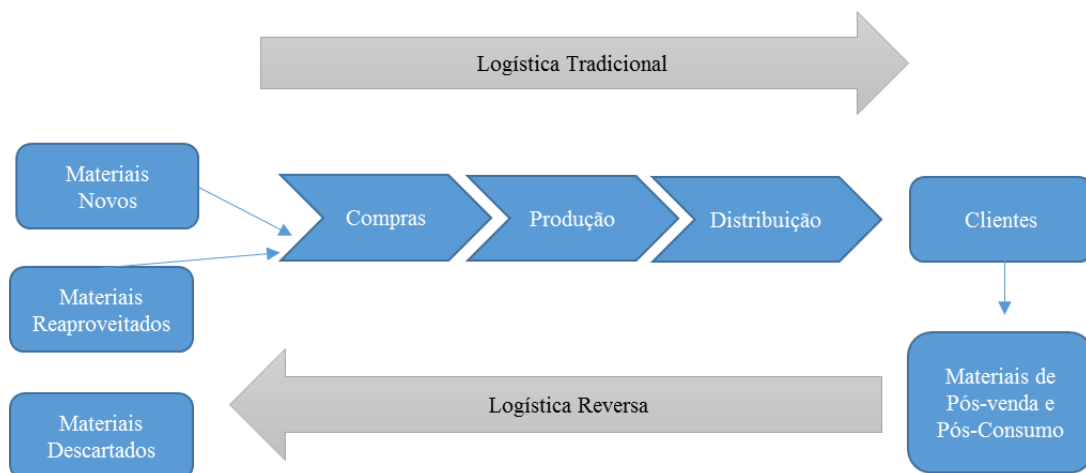 Logística Tradicional
Materiais
Novos
Compras
Produção
Distribuição
Clientes
Materiais
Reaproveitados
Materiais de
Pós-venda e
Pós-Consumo
Logística Reversa
Materiais
Descartados